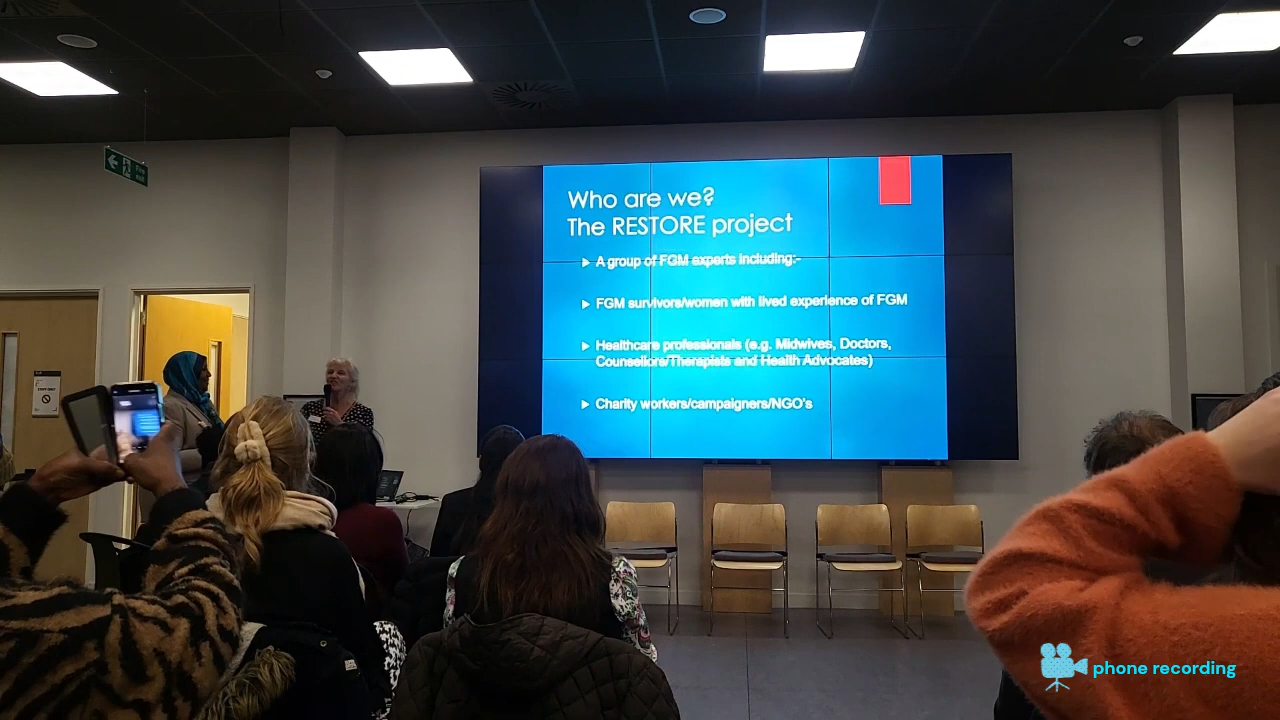 Who are we?
The RESTORE project
A group of FGM experts including:-
FGM survivors/women with lived experience of FGM
Healthcare professionals (e.g. Midwives, Doctors,
Counsellors/Therapists and Health Advocates)
Charity workers/campaigners/NGO's
phone recording